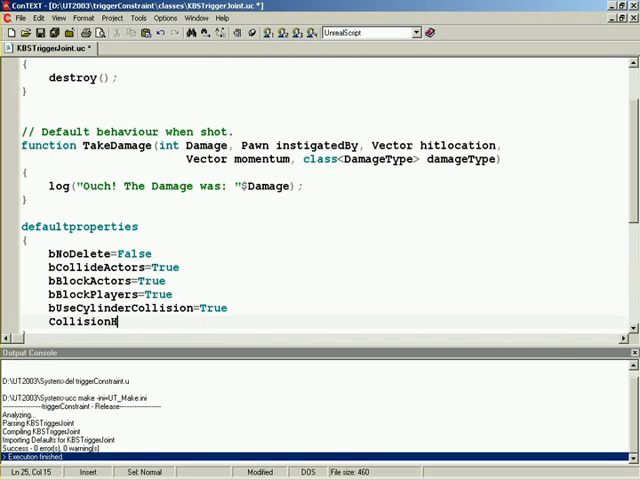 ConTEXT - [D:\UT2003\triggerConstraint\classes\KBSTriggerJoint.uc *]
File Edit View Format Project Tools Options Window Help
UnrealScript
KBSTriggerJoint.uc *
{
destroy();
}
// Default behaviour when shot.
function TakeDamage(int Damage, Pawn instigatedBy, Vector hitlocation,
Vector momentum, class<DamageType> damageType)
{
log("Ouch! The Damage was: "$Damage);
}
defaultproperties
{
bNoDelete=False
bCollideActors=True
bBlockActors=True
bBlockPlayers=True
bUseCylinderCollision=True
CollisionH
Output Console
D:\UT2003\System>del triggerConstraint.u
D:\UT2003\System>ucc make -ini=UT_Make.ini
--------------------triggerConstraint - Release--------------------
Analyzing...
Parsing KBSTriggerJoint
Compiling KBSTriggerJoint
Importing Defaults for KBSTriggerJoint
Success - 0 error(s), 0 warning(s)
> Execution finished.
Ln 25, Col 15 Insert Sel: Normal Modified DOS File size: 460